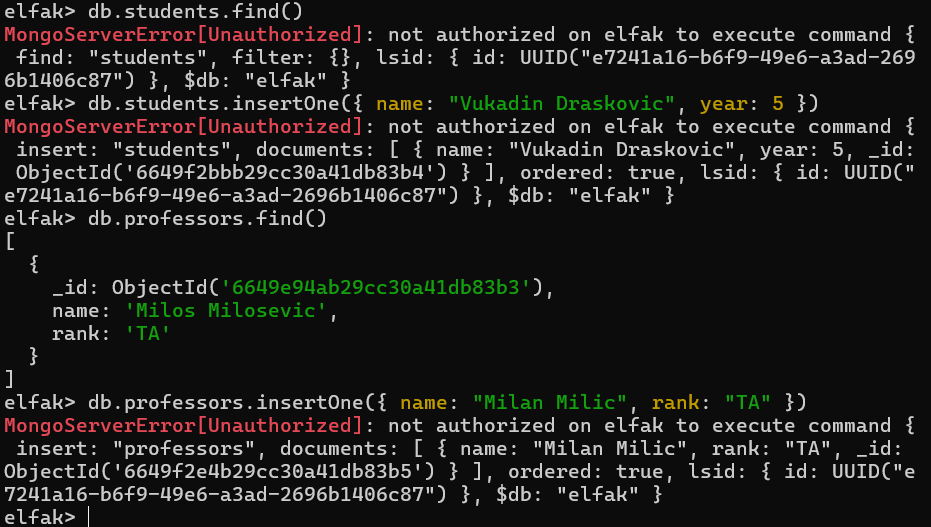 elfak> db.students.find()
MongoServerError[Unauthorized]: not authorized on elfak to execute command {
 find: "students", filter: {}, lsid: { id: UUID("e7241a16-b6f9-49e6-a3ad-269
6b1406c87") }, $db: "elfak" }
elfak> db.students.insertOne({ name: "Vukadin Draskovic", year: 5 })
MongoServerError[Unauthorized]: not authorized on elfak to execute command {
 insert: "students", documents: [ { name: "Vukadin Draskovic", year: 5, _id:
 ObjectId('6649f2bbb29cc30a41db83b4') } ], ordered: true, lsid: { id: UUID("
e7241a16-b6f9-49e6-a3ad-2696b1406c87") }, $db: "elfak" }
elfak> db.professors.find()
[
  {
    _id: ObjectId('6649e94ab29cc30a41db83b3'),
    name: 'Milos Milosevic',
    rank: 'TA'
  }
]
elfak> db.professors.insertOne({ name: "Milan Milic", rank: "TA" })
MongoServerError[Unauthorized]: not authorized on elfak to execute command {
 insert: "professors", documents: [ { name: "Milan Milic", rank: "TA", _id:
ObjectId('6649f2e4b29cc30a41db83b5') } ], ordered: true, lsid: { id: UUID("e
7241a16-b6f9-49e6-a3ad-2696b1406c87") }, $db: "elfak" }
elfak>